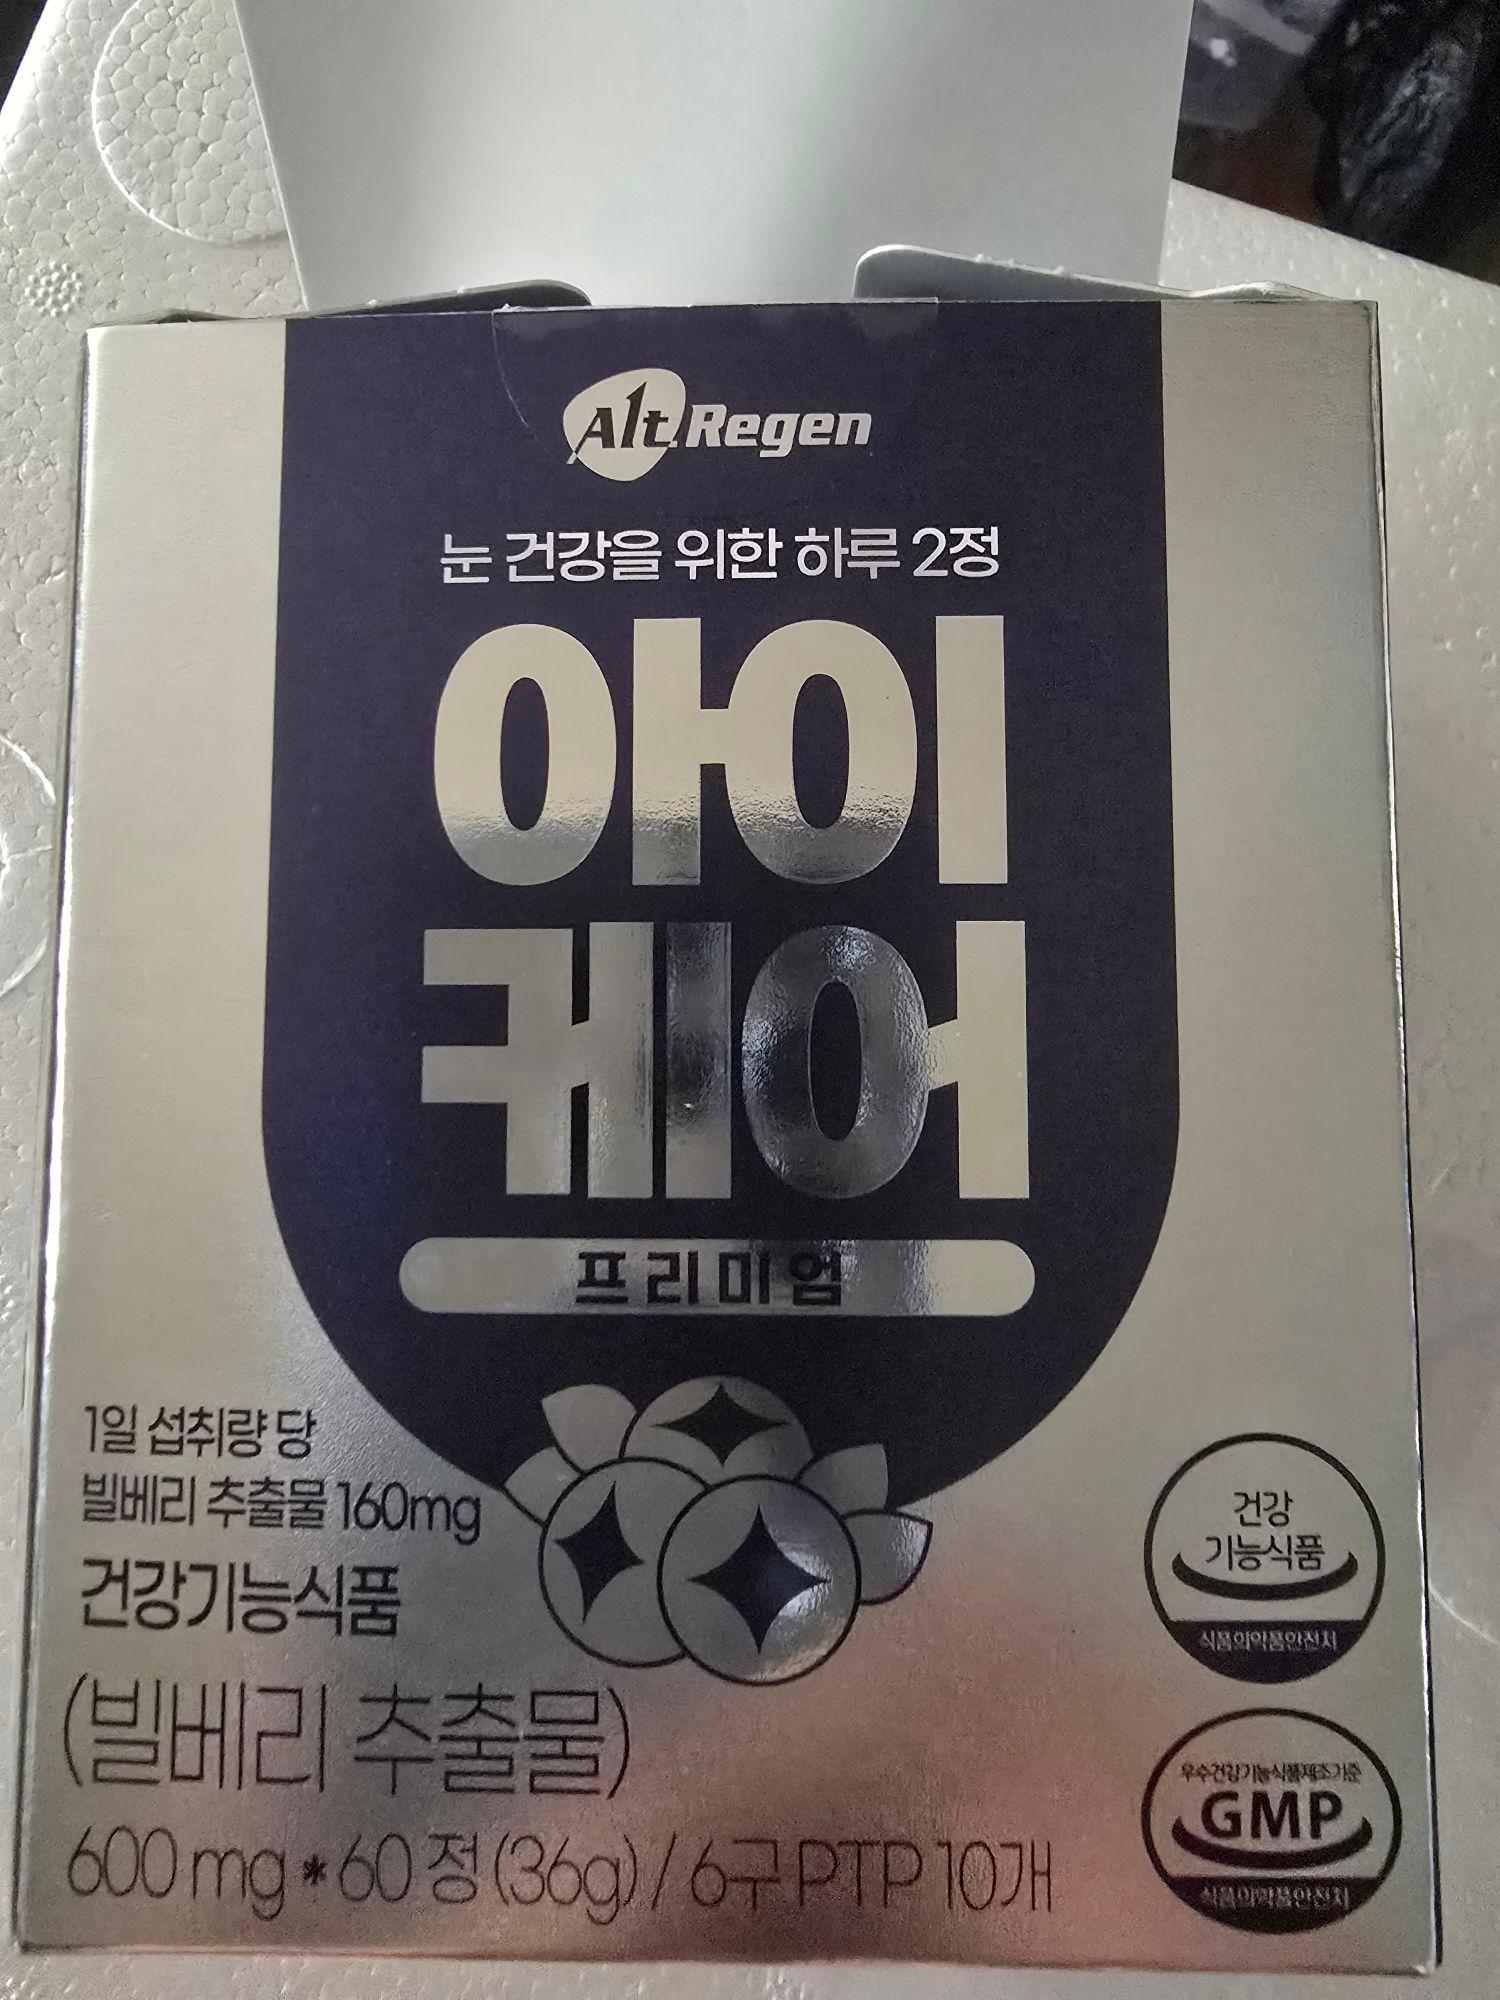 Alt.Regen
눈 건강을 위한 하루 2정
아이
케어
프리미엄
1일 섭취량 당
빌베리 추출물 160mg
건강기능식품
(빌베리 추출물)
600 mg * 60 정 (36g) / 6구 PTP 10개
건강
기능식품
식품의약품안전처
우수건강기능식품제조기준
GMP
식품의약품안전처